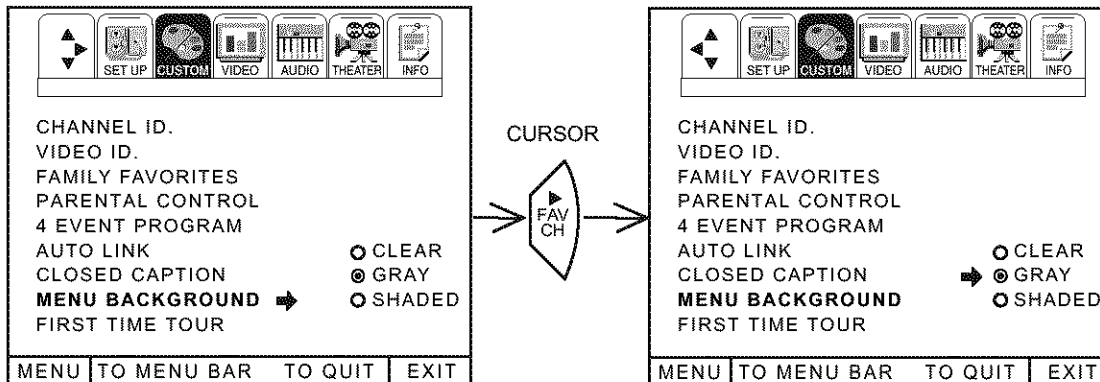 SET UP CUSTOM VIDEO AUDIO THEATER INFO
CHANNEL ID.
VIDEO ID.
FAMILY FAVORITES
PARENTAL CONTROL
4 EVENT PROGRAM
AUTO LINK CLEAR
CLOSED CAPTION GRAY
MENU BACKGROUND SHADED
FIRST TIME TOUR
MENU TO MENU BAR TO QUIT EXIT
CURSOR
FAV
CH
SET UP CUSTOM VIDEO AUDIO THEATER INFO
CHANNEL ID.
VIDEO ID.
FAMILY FAVORITES
PARENTAL CONTROL
4 EVENT PROGRAM
AUTO LINK CLEAR
CLOSED CAPTION GRAY
MENU BACKGROUND SHADED
FIRST TIME TOUR
MENU TO MENU BAR TO QUIT EXIT